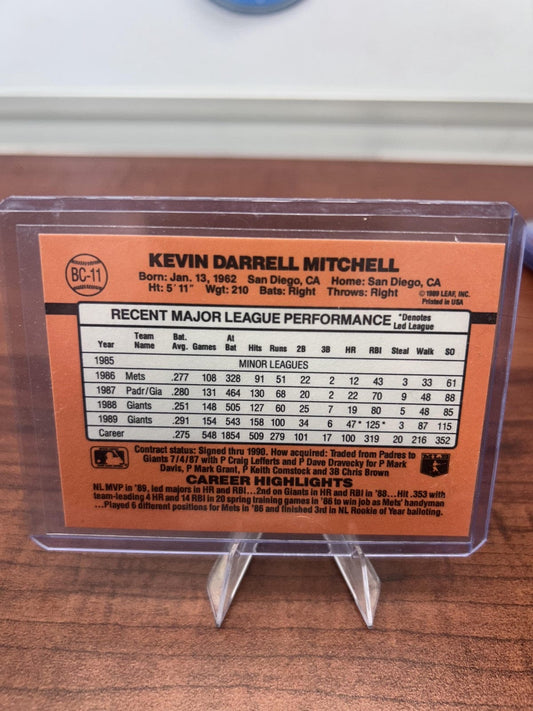 BC-11
KEVIN DARRELL MITCHELL
Born: Jan. 13, 1962 San Diego, CA Home: San Diego, CA
Ht: 5' 11" Wgt: 210 Bats: Right Throws: Right
© 1989 LEAF, INC.
Printed in USA
RECENT MAJOR LEAGUE PERFORMANCE *Denotes Led League
Year Team Name Bat. Avg. Games At Bat Hits Runs 2B 3B HR RBI Steal Walk SO
1985 MINOR LEAGUES
1986 Mets .277 108 328 91 51 22 2 12 43 3 33 61
1987 Padr/Gia .280 131 464 130 68 20 2 22 70 9 48 88
1988 Giants .251 148 505 127 60 25 7 19 80 5 48 85
1989 Giants .291 154 543 158 100 34 6 47 * 125 * 3 87 115
Career .275 548 1854 509 279 101 17 100 319 20 216 352
Contract status: Signed thru 1990. How acquired: Traded from Padres to
Giants 7/4/87 with P Craig Lefferts and P Dave Dravecky for P Mark
Davis, P Mark Grant, P Keith Comstock and 3B Chris Brown
CAREER HIGHLIGHTS
NL MVP in '89, led majors in HR and RBI...2nd on Giants in HR and RBI in '88...Hit .353 with
team-leading 4 HR and 14 RBI in 20 spring training games in '86 to win job as Mets' handyman
...Played 6 different positions for Mets in '86 and finished 3rd in NL Rookie of Year balloting.